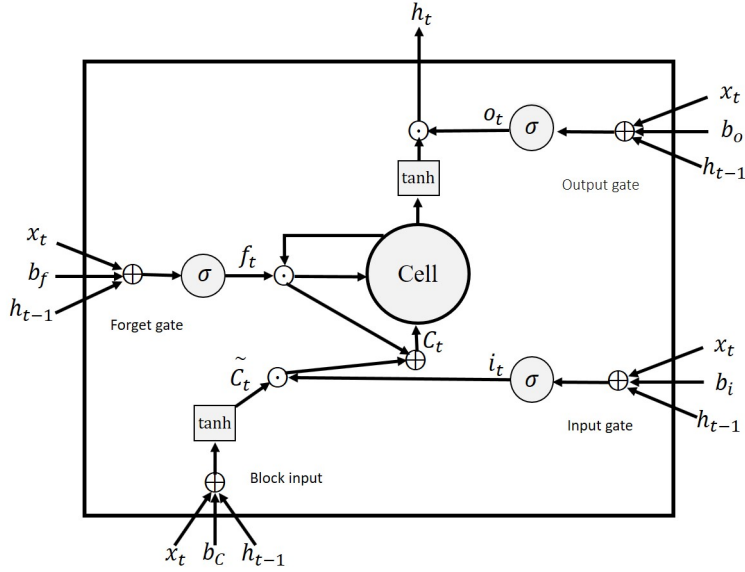 h_t
x_t
o_t
σ
b_o
tanh
Output gate
h_{t-1}
x_t
f_t
b_f
σ
Cell
h_{t-1}
Forget gate
C_t
x_t
C̃_t
i_t
σ
b_i
tanh
Input gate
h_{t-1}
Block input
x_t b_C h_{t-1}